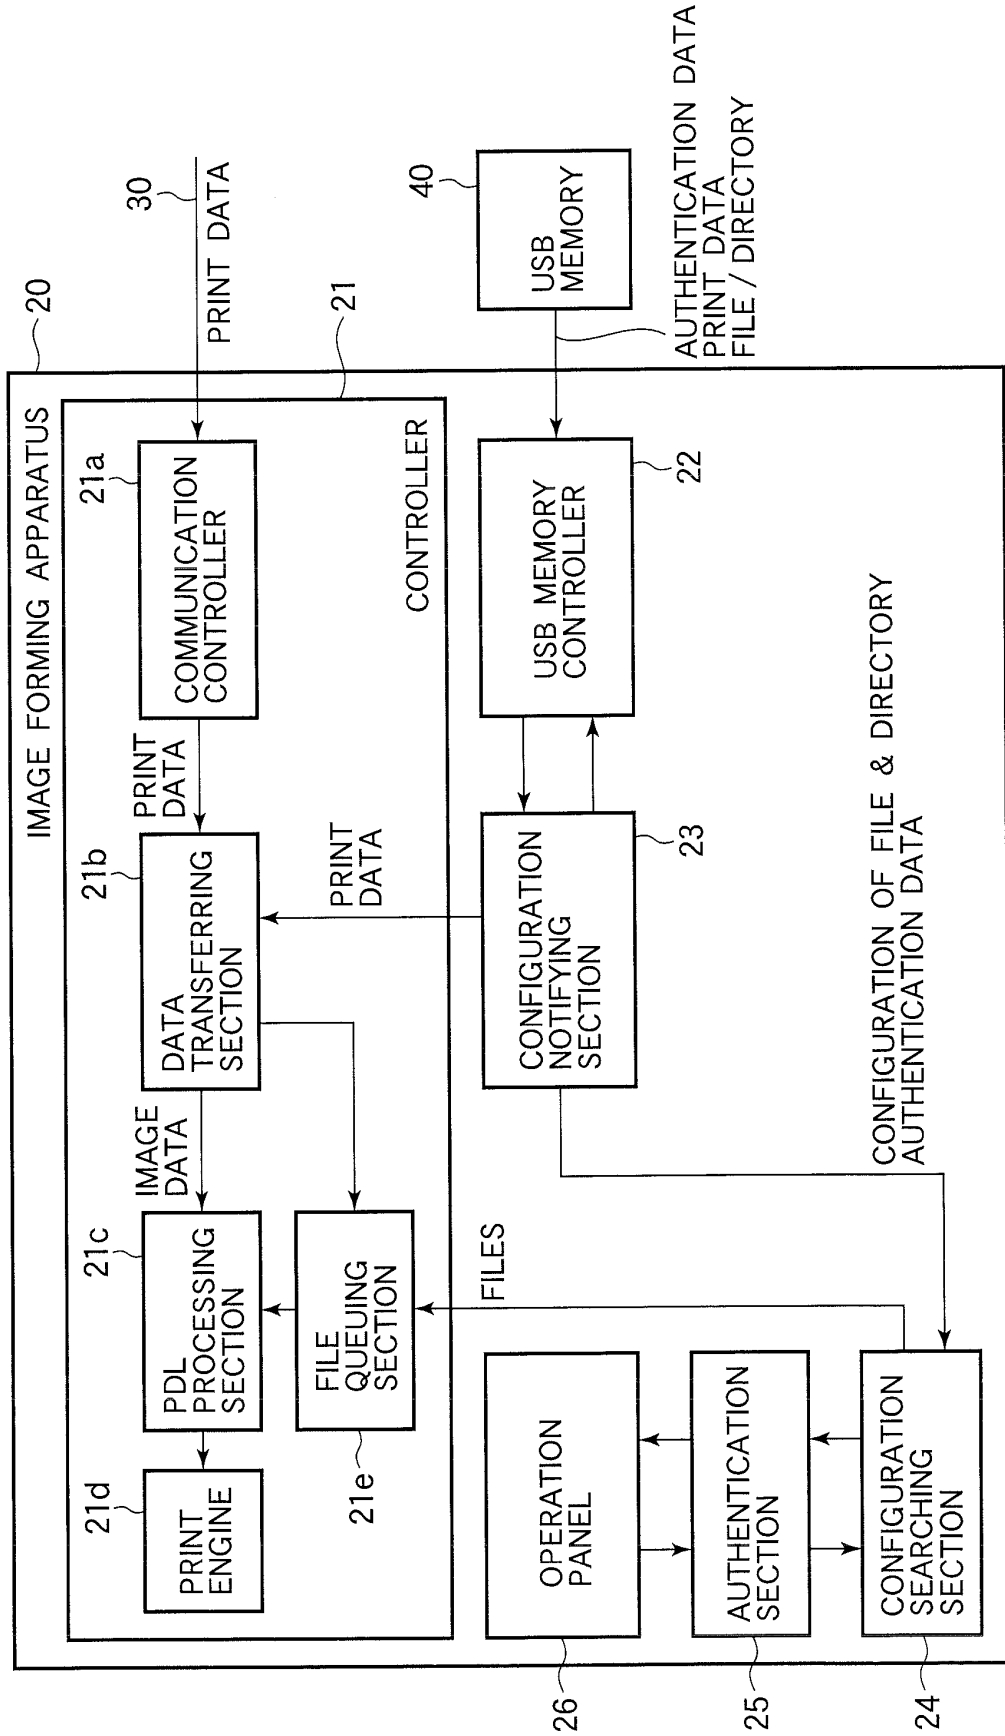 IMAGE FORMING APPARATUS
20
21
CONTROLLER
21d
PRINT
ENGINE
21c
PDL
PROCESSING
SECTION
IMAGE
DATA
21b
DATA
TRANSFERRING
SECTION
PRINT
DATA
21a
COMMUNICATION
CONTROLLER
30
PRINT DATA
21e
FILE
QUEUING
SECTION
PRINT
DATA
FILES
26
OPERATION
PANEL
25
AUTHENTICATION
SECTION
24
CONFIGURATION
SEARCHING
SECTION
23
CONFIGURATION
NOTIFYING
SECTION
22
USB MEMORY
CONTROLLER
40
USB
MEMORY
AUTHENTICATION DATA
PRINT DATA
FILE / DIRECTORY
CONFIGURATION OF FILE & DIRECTORY
AUTHENTICATION DATA